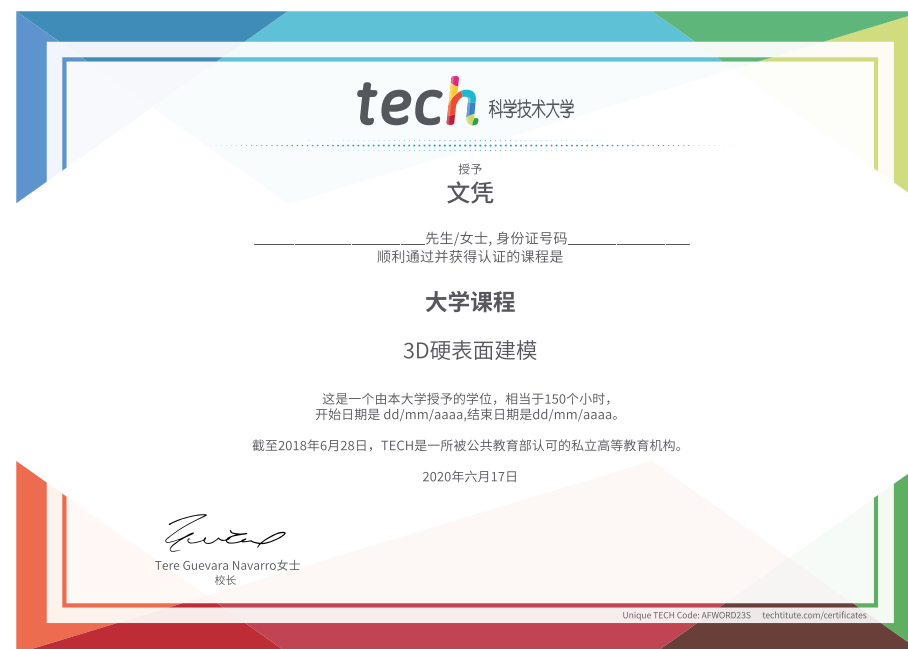 tech 科学技术大学
授予
文凭
先生/女士, 身份证号码
顺利通过并获得认证的课程是
大学课程
3D硬表面建模
这是一个由本大学授予的学位，相当于150个小时，
开始日期是 dd/mm/aaaa,结束日期是dd/mm/aaaa。
截至2018年6月28日，TECH是一所被公共教育部认可的私立高等教育机构。
2020年六月17日
Tere Guevara Navarro女士
校长
Unique TECH Code: AFWORD23S techtitute.com/certificates